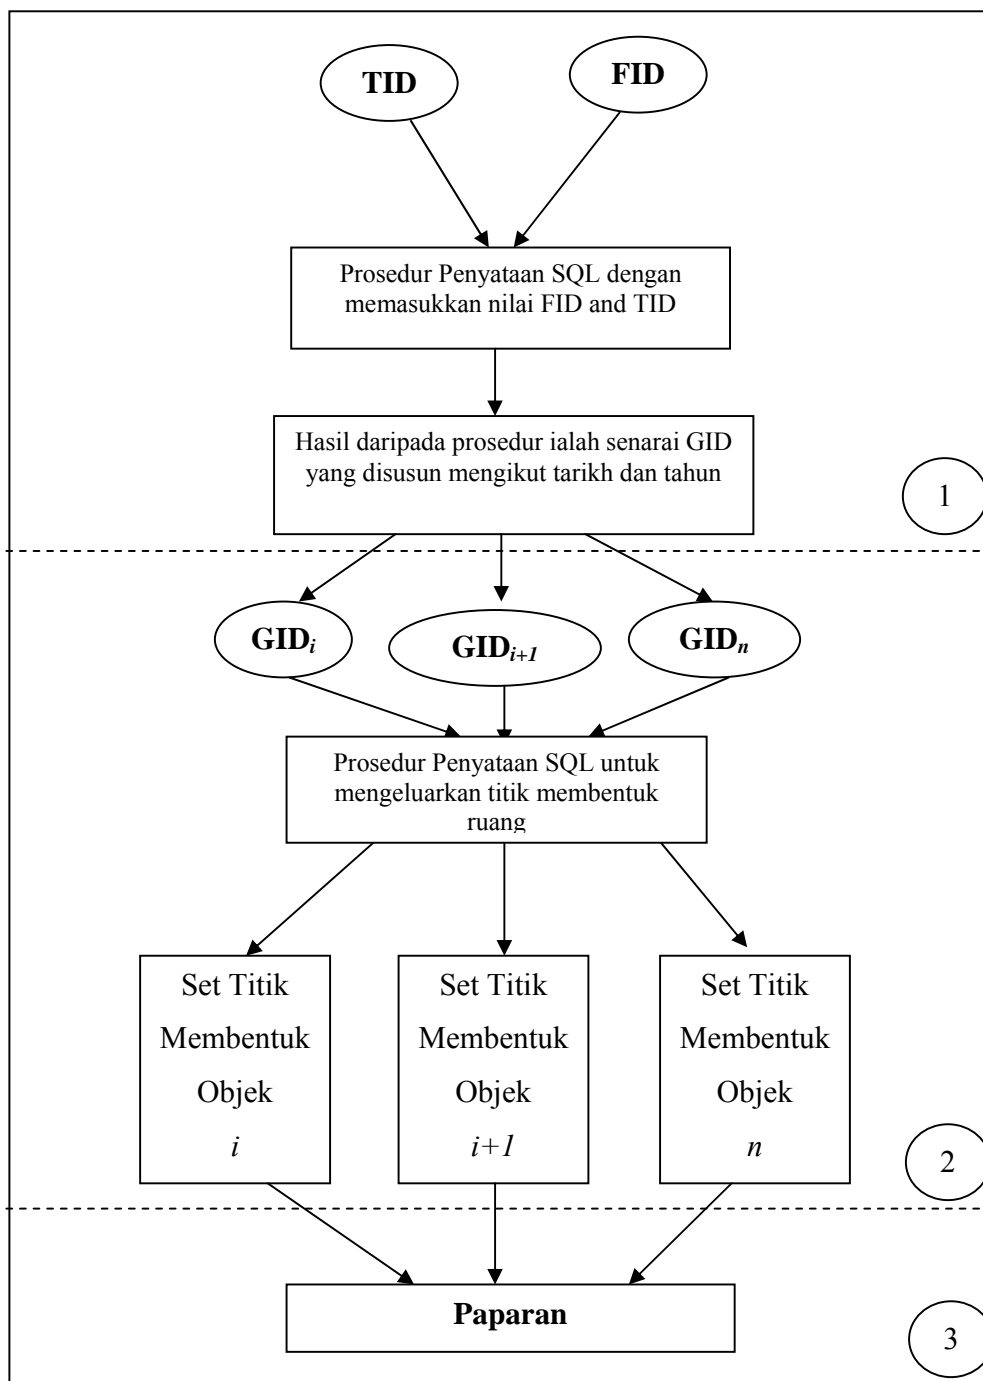 TID
FID
Prosedur Penyataan SQL dengan
memasukkan nilai FID and TID
Hasil daripada prosedur ialah senarai GID
yang disusun mengikut tarikh dan tahun
1
GIDi
GIDi+1
GIDn
Prosedur Penyataan SQL untuk
mengeluarkan titik membentuk
ruang
Set Titik
Membentuk
Objek
i
Set Titik
Membentuk
Objek
i+1
Set Titik
Membentuk
Objek
n
2
Paparan
3